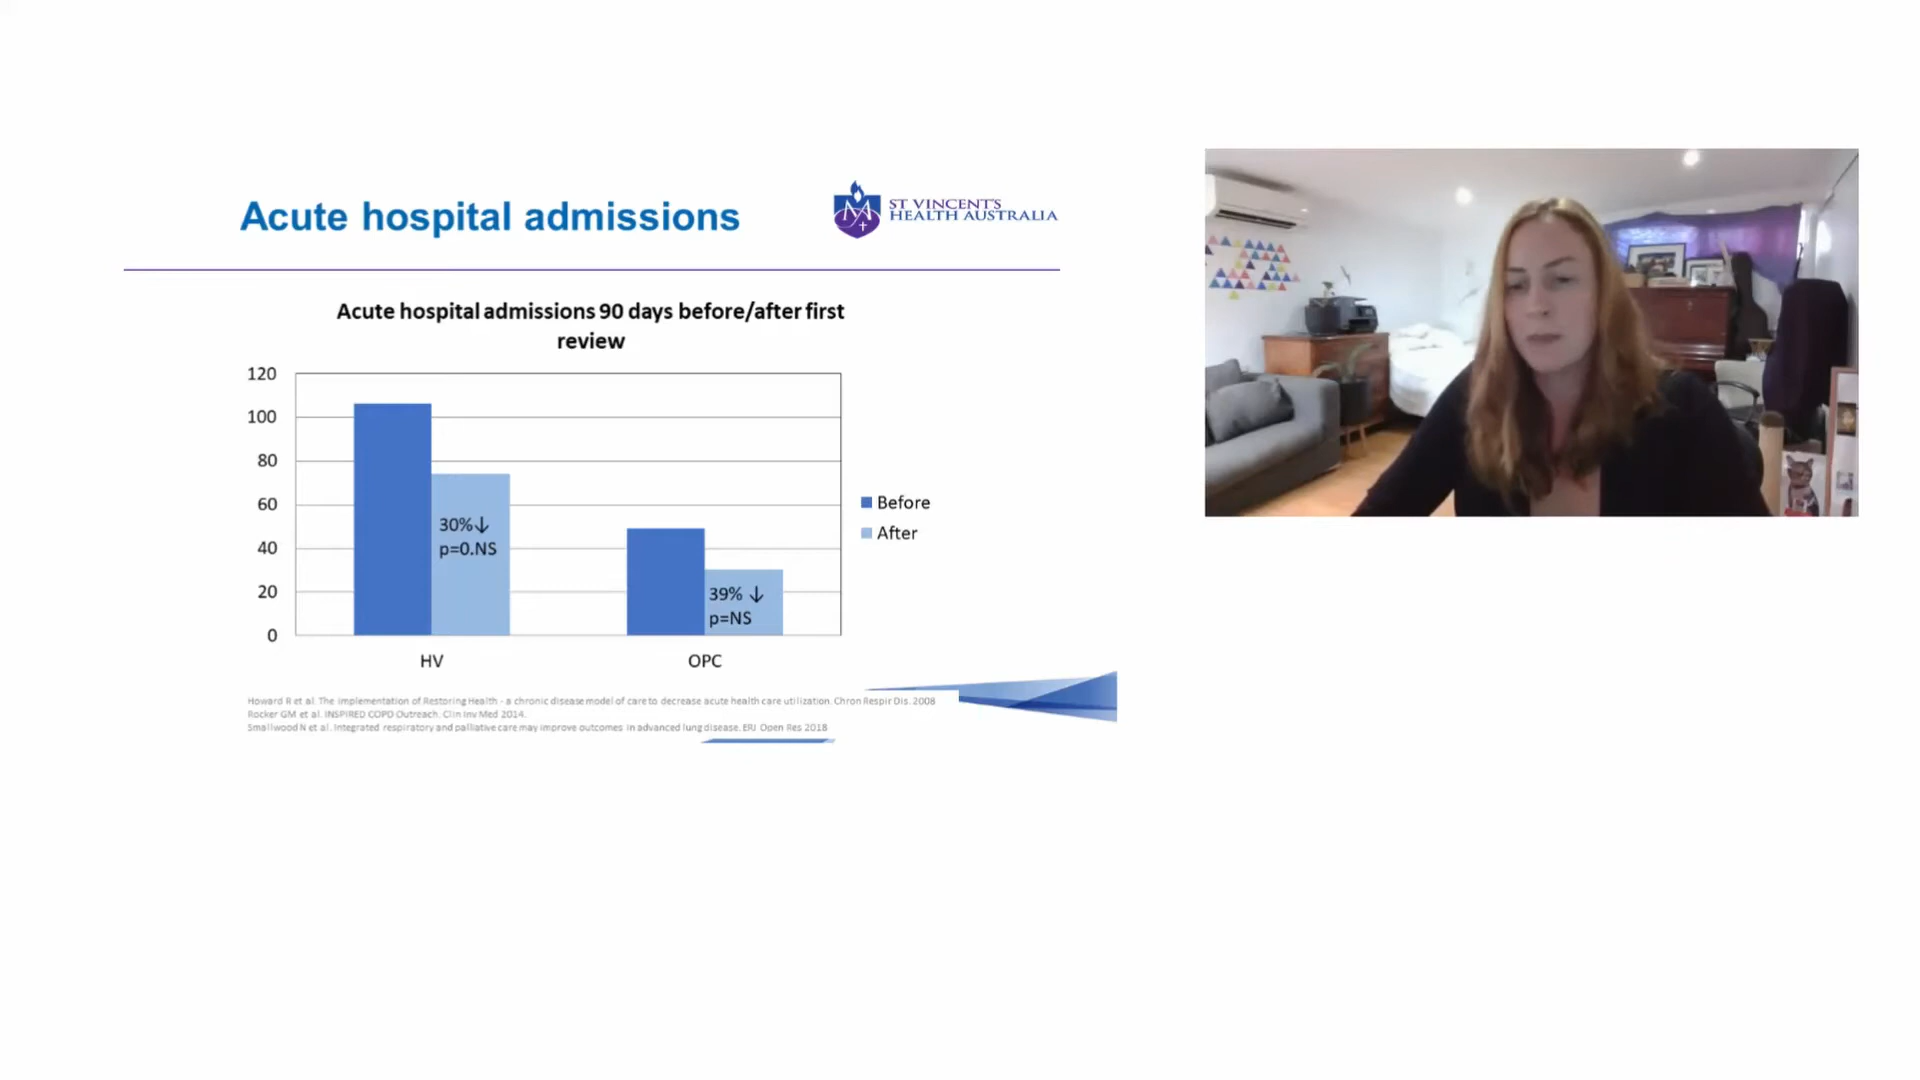 Acute hospital admissions
ST VINCENT'S
HEALTH AUSTRALIA
Acute hospital admissions 90 days before/after first
review
120
100
80
60
40
20
0
30%↓
p=0.NS
39% ↓
p=NS
HV
OPC
Before
After
Howard R et al. The implementation of Restoring Health - a chronic disease model of care to decrease acute health care utilization. Chron Respir Dis. 2008
Rocker GM et al. INSPIRED COPD Outreach. Clin Inv Med 2014.
Smallwood N et al. Integrated respiratory and palliative care may improve outcomes in advanced lung disease. ERJ Open Res 2018